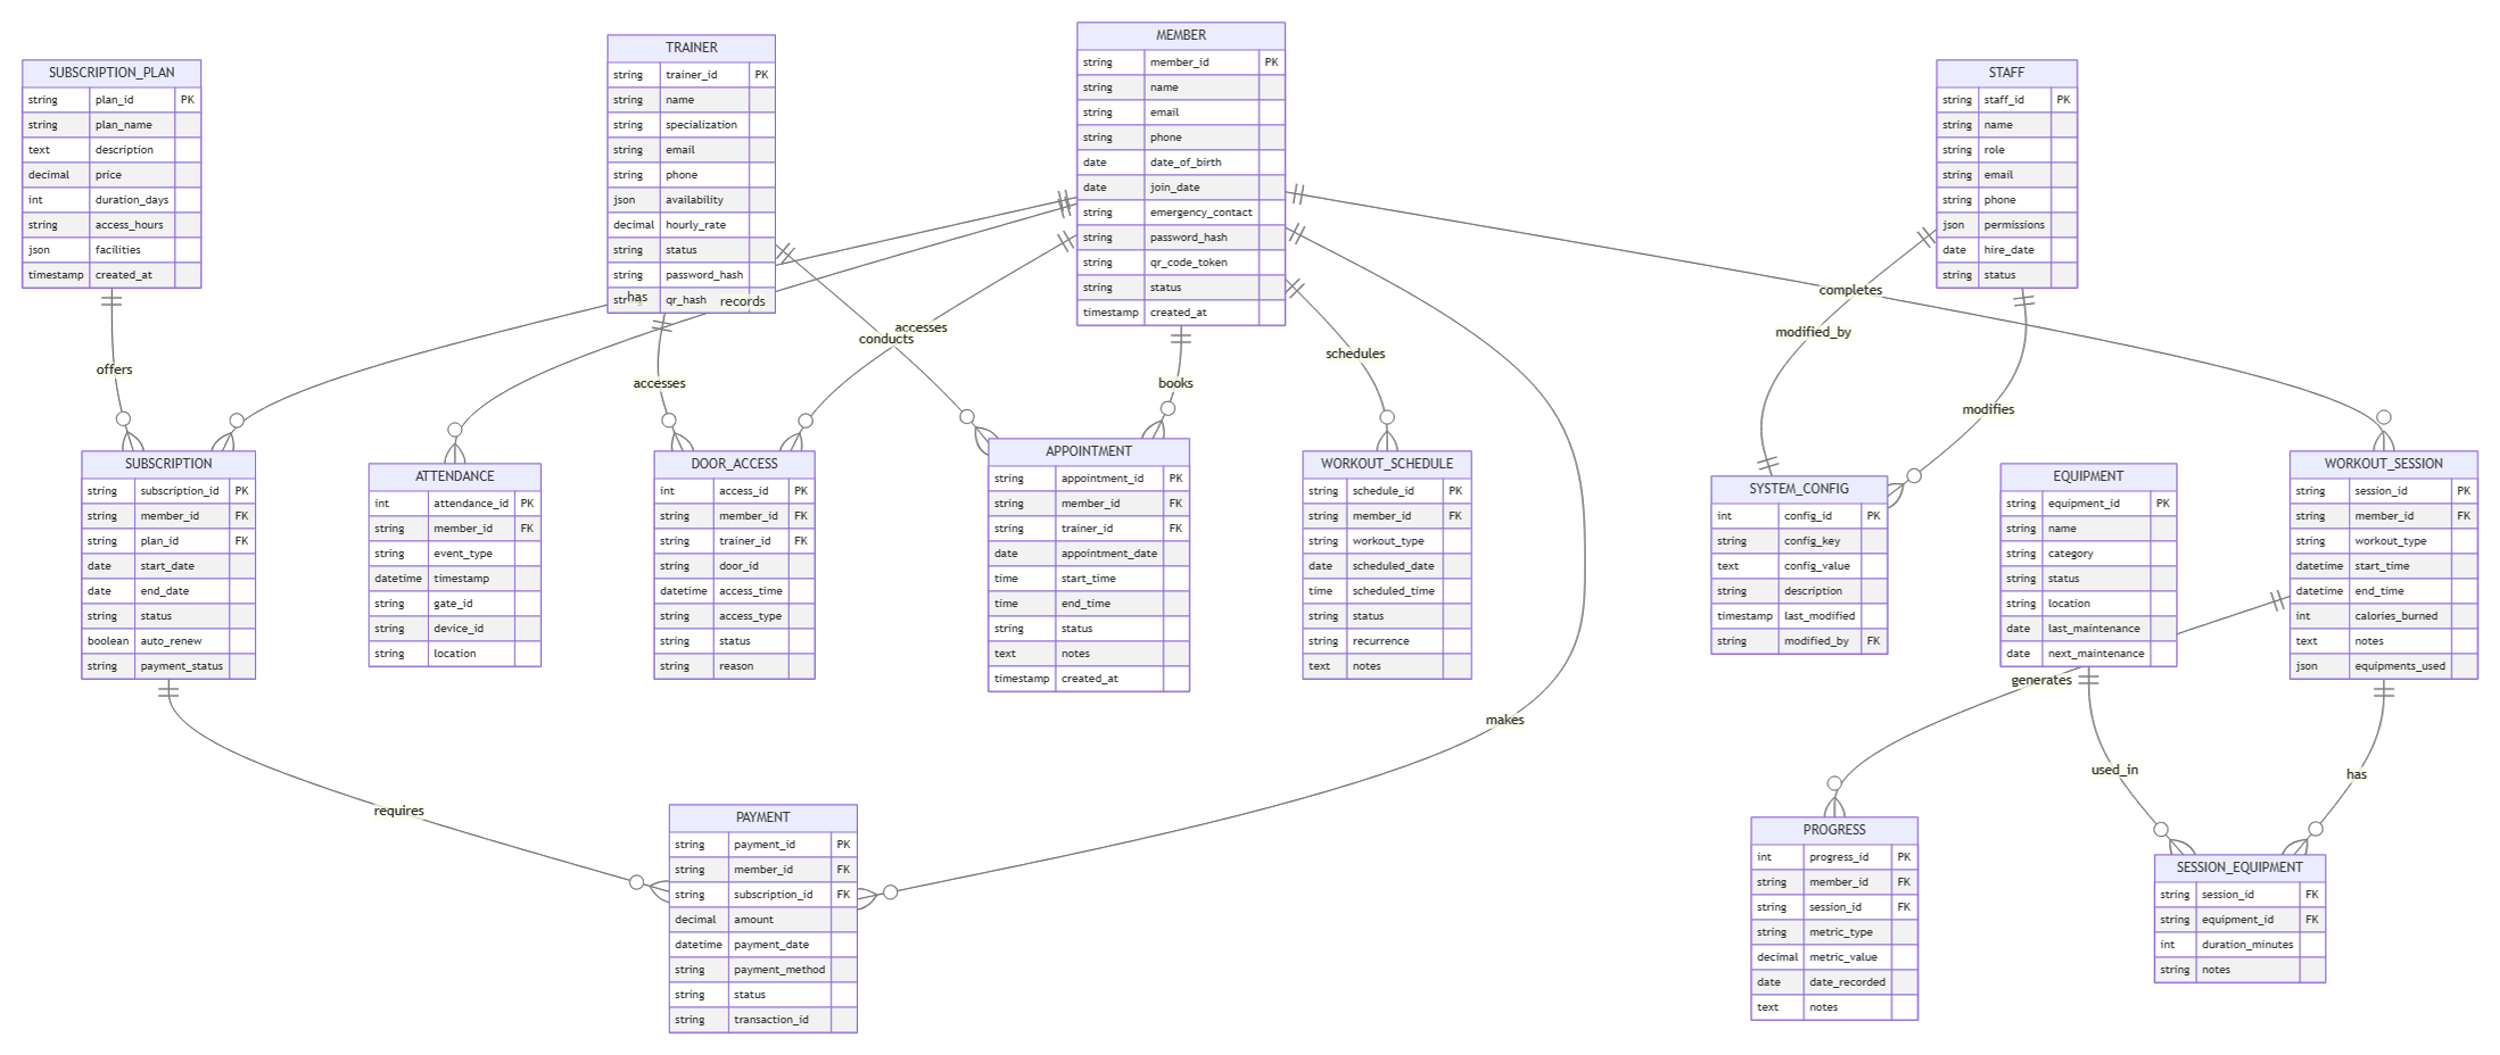 SUBSCRIPTION_PLAN
string plan_id PK
string plan_name
text description
decimal price
int duration_days
string access_hours
json facilities
timestamp created_at
TRAINER
string trainer_id PK
string name
string specialization
string email
string phone
json availability
decimal hourly_rate
string status
string password_hash
qr_hash
MEMBER
string member_id PK
string name
string email
string phone
date date_of_birth
date join_date
string emergency_contact
string password_hash
string qr_code_token
string status
timestamp created_at
STAFF
string staff_id PK
string name
string role
string email
string phone
json permissions
date hire_date
string status
has
records
completes
accesses
conducts
modified_by
schedules
offers
accesses
books
modifies
SUBSCRIPTION
string subscription_id PK
string member_id FK
string plan_id FK
date start_date
date end_date
string status
boolean auto_renew
string payment_status
ATTENDANCE
int attendance_id PK
string member_id FK
string event_type
datetime timestamp
string gate_id
string device_id
string location
DOOR_ACCESS
int access_id PK
string member_id FK
string trainer_id FK
string door_id
datetime access_time
string access_type
string status
string reason
APPOINTMENT
string appointment_id PK
string member_id FK
string trainer_id FK
date appointment_date
time start_time
time end_time
string status
text notes
timestamp created_at
WORKOUT_SCHEDULE
string schedule_id PK
string member_id FK
string workout_type
date scheduled_date
time scheduled_time
string status
string recurrence
text notes
SYSTEM_CONFIG
int config_id PK
string config_key
text config_value
string description
timestamp last_modified
string modified_by FK
EQUIPMENT
string equipment_id PK
string name
string category
string status
string location
date last_maintenance
date next_maintenance
WORKOUT_SESSION
string session_id PK
string member_id FK
string workout_type
datetime start_time
datetime end_time
int calories_burned
text notes
json equipments_used
generates
makes
used_in
has
requires
PAYMENT
string payment_id PK
string member_id FK
string subscription_id FK
decimal amount
datetime payment_date
string payment_method
string status
string transaction_id
PROGRESS
int progress_id PK
string member_id FK
string session_id FK
string metric_type
decimal metric_value
date date_recorded
text notes
SESSION_EQUIPMENT
string session_id FK
string equipment_id FK
int duration_minutes
string notes